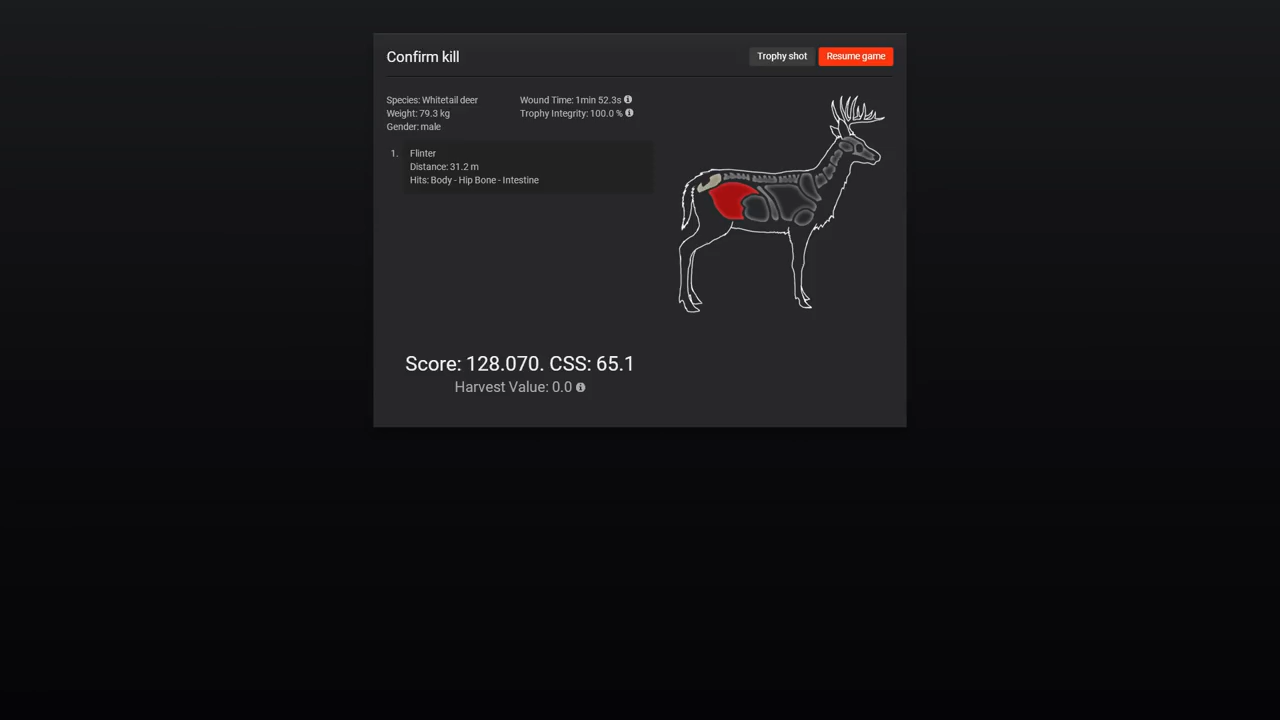 Confirm kill
Trophy shot
Resume game
Species: Whitetail deer
Weight: 79.3 kg
Gender: male
Wound Time: 1min 52.3s
Trophy Integrity: 100.0 %
1.
Flinter
Distance: 31.2 m
Hits: Body - Hip Bone - Intestine
Score: 128.070. CSS: 65.1
Harvest Value: 0.0